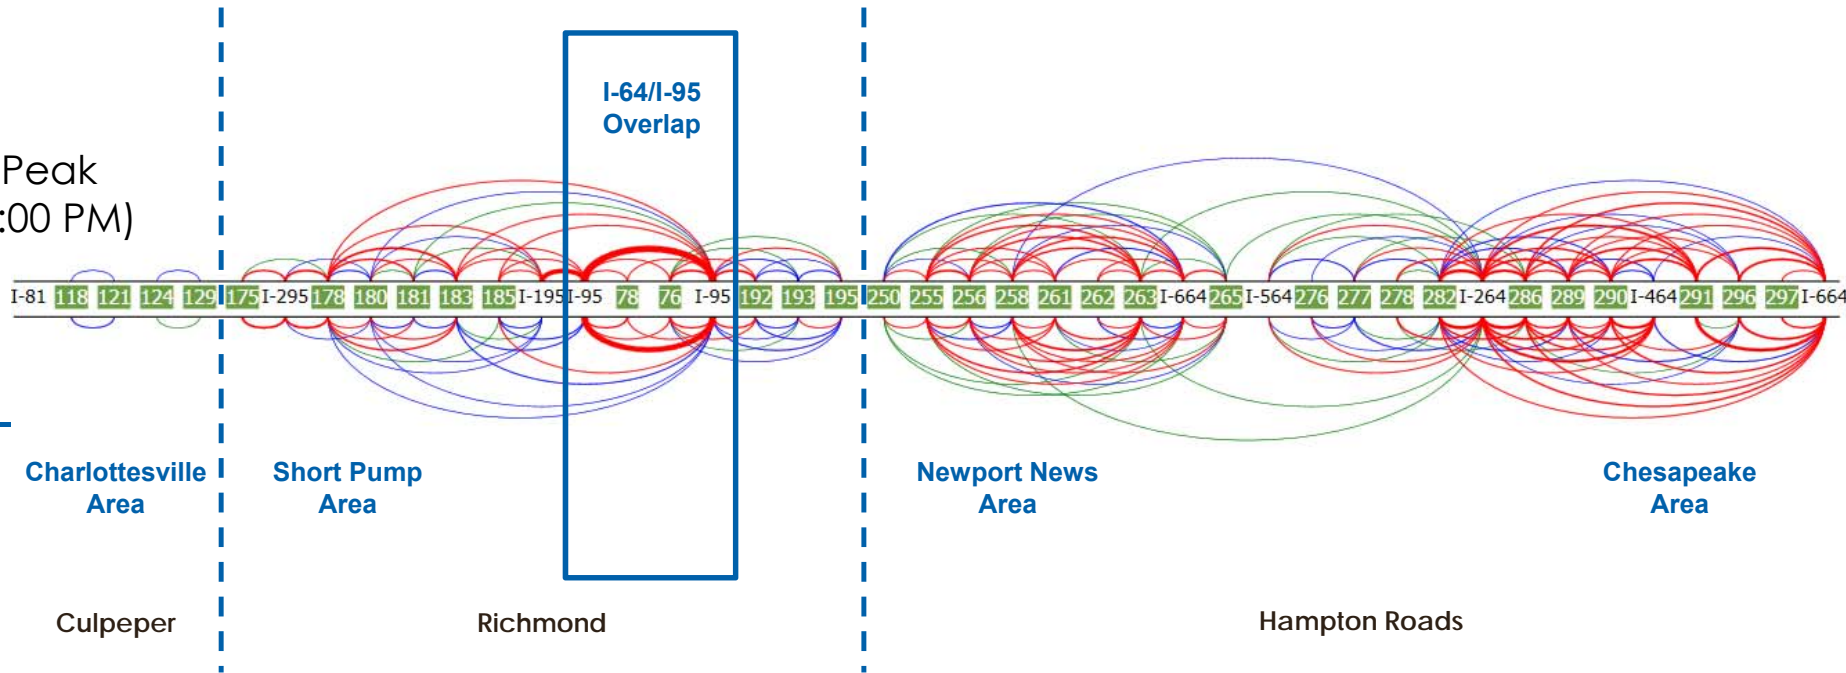 I-64/I-95
Overlap
Peak
:00 PM)
I-81 118 121 124 129 175 I-295 178 180 181 183 185 I-195 I-95 78 76 I-95 192 193 195 250 255 256 258 261 262 263 I-664 265 I-564 276 277 278 282 I-264 286 289 290 I-464 291 296 297 I-664
Charlottesville
Area
Short Pump
Area
Newport News
Area
Chesapeake
Area
Culpeper
Richmond
Hampton Roads